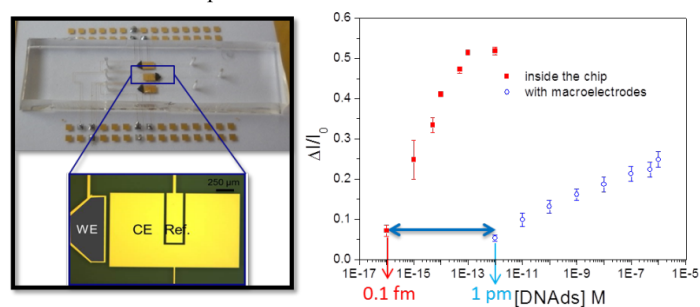 250 µm
WE
CE
Ref.
ΔI/I₀
0.6
0.5
0.4
0.3
0.2
0.1
0.0
inside the chip
with macroelectrodes
1E-17 1E-15 1E-13 1E-11 1E-9 1E-7 1E-5
0.1 fm
1 pm
[DNAds] M